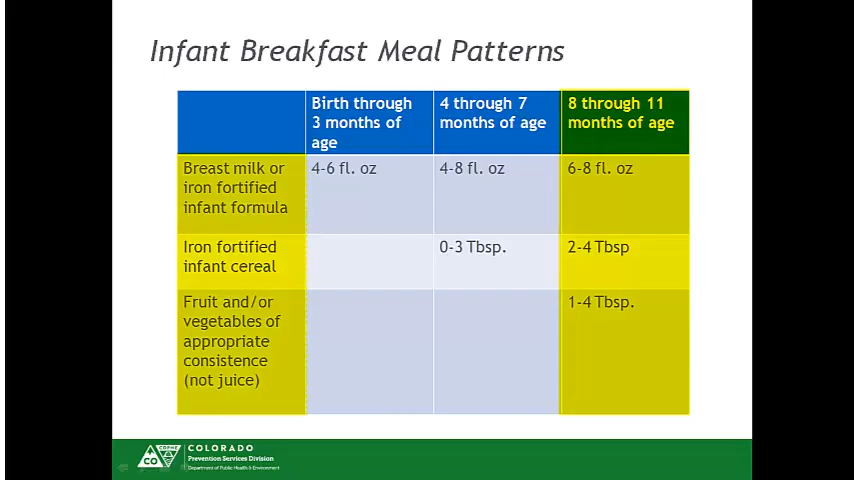 Infant Breakfast Meal Patterns
Birth through
3 months of
age
4 through 7
months of age
8 through 11
months of age
Breast milk or
iron fortified
infant formula
4-6 fl. oz
4-8 fl. oz
6-8 fl. oz
Iron fortified
infant cereal
0-3 Tbsp.
2-4 Tbsp
Fruit and/or
vegetables of
appropriate
consistence
(not juice)
1-4 Tbsp.
CO
CDPHE
COLORADO
Prevention Services Division
Department of Public Health & Environment